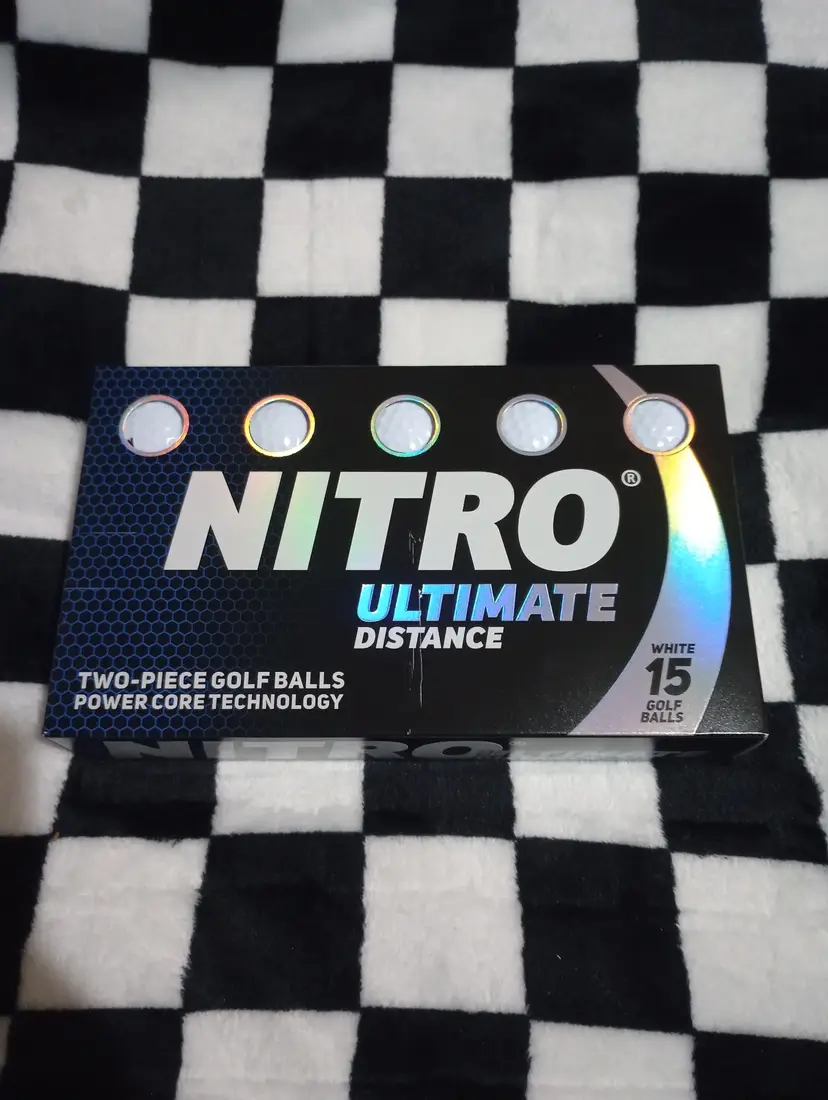 NITRO®
ULTIMATE
DISTANCE
TWO-PIECE GOLF BALLS
POWER CORE TECHNOLOGY
WHITE
15
GOLF
BALLS
NITRO